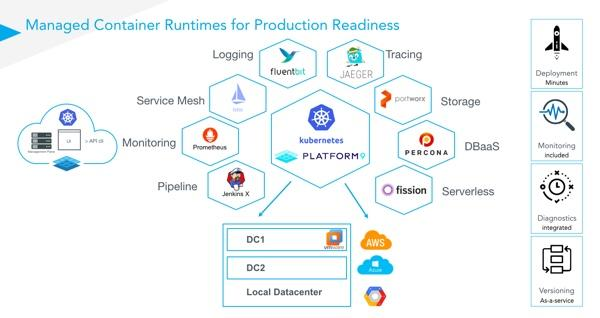 Managed Container Runtimes for Production Readiness
Logging
fluentbit
Tracing
JAEGER
Service Mesh
Istio
portworx
Storage
kubernetes
PLATFORM9
Monitoring
Prometheus
PERCONA
DBaaS
Pipeline
Jenkins X
fission
Serverless
UI
> API cli
Management Plane
DC1
vmware
DC2
Local Datacenter
AWS
Azure
Deployment
Minutes
Monitoring
included
Diagnostics
integrated
Versioning
As-a-service